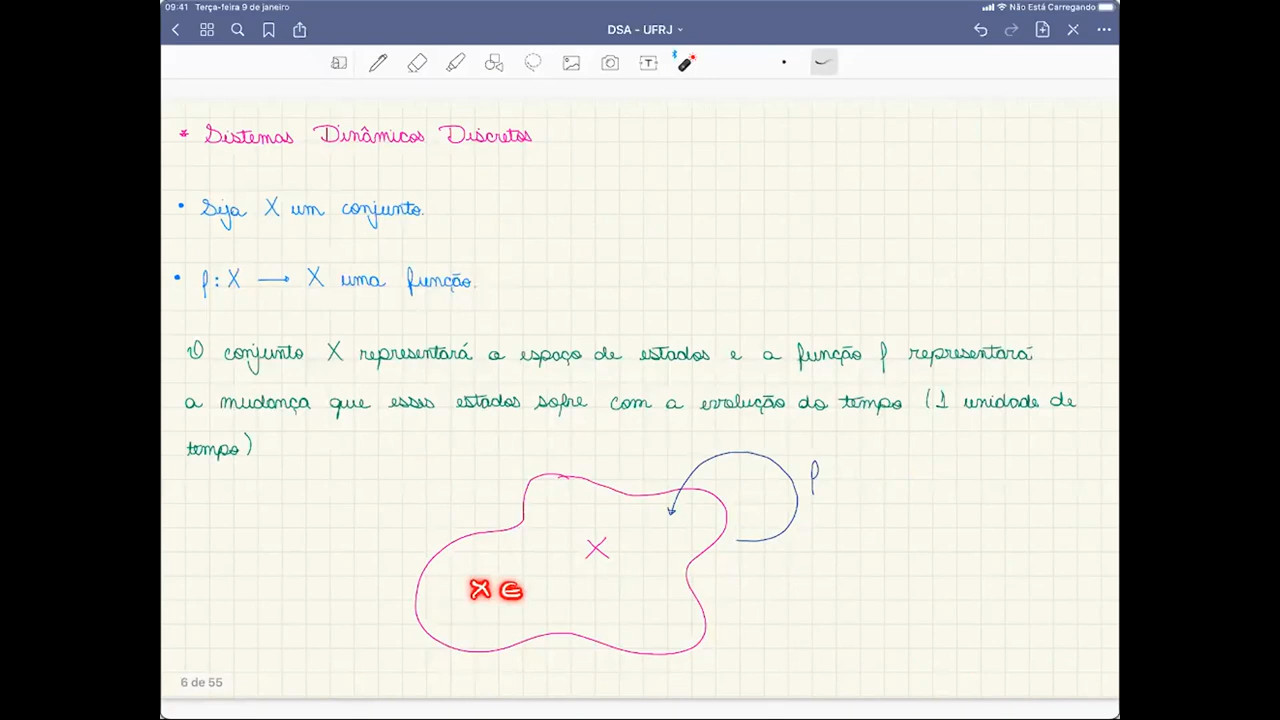 09:41 Terça-feira 9 de janeiro
Não Está Carregando
DSA - UFRJ
T
* Sistemas Dinâmicos Discretos
• Seja X um conjunto.
• f: X → X uma função.
O conjunto X representará o espaço de estados e a função f representará
a mudança que esses estados sofre com a evolução do tempo (1 unidade de
tempo)
f
X
x ∈
6 de 55